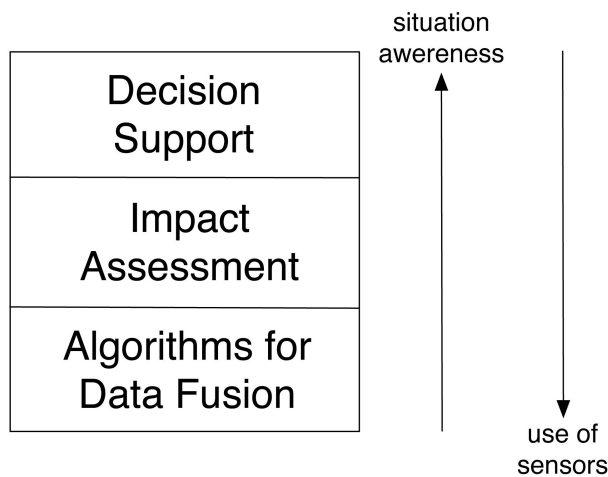 situation
awereness
Decision
Support
Impact
Assessment
Algorithms for
Data Fusion
use of
sensors